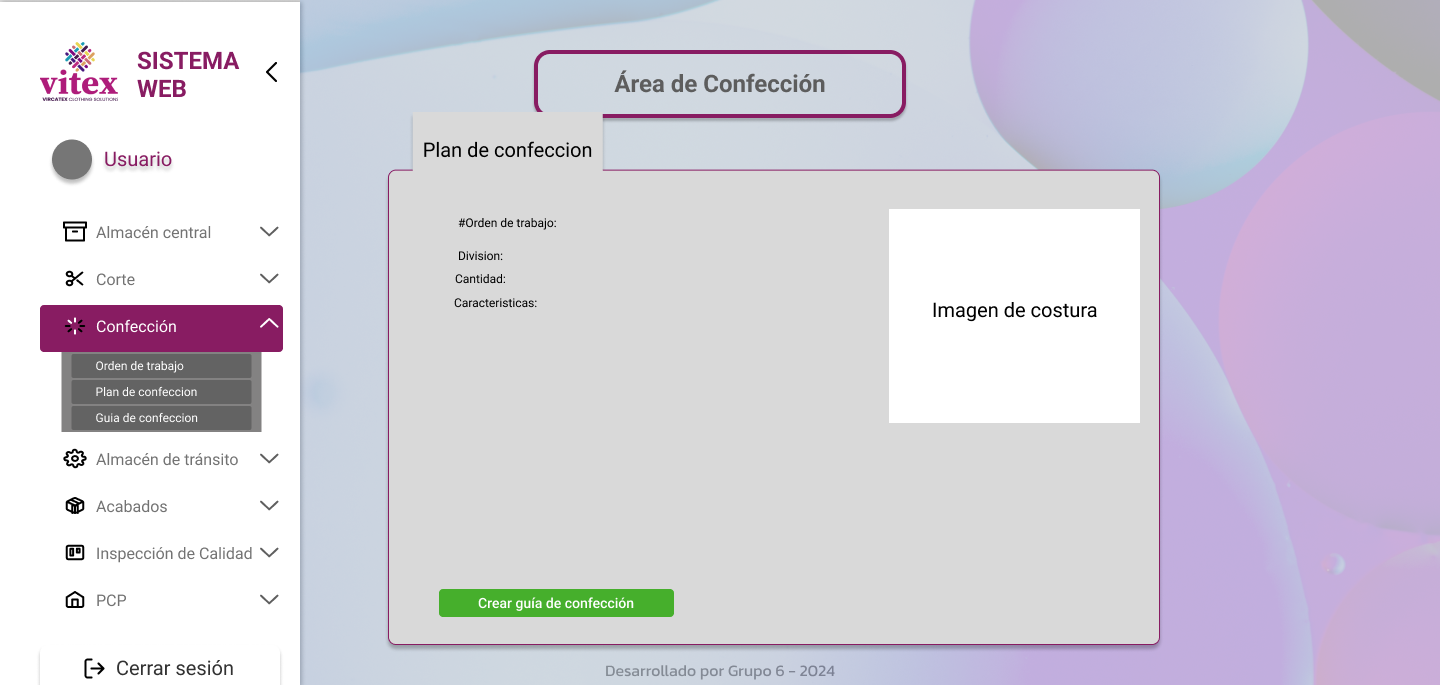 vitex
VIRCATEX CLOTHING SOLUTIONS
SISTEMA
WEB
Usuario
Almacén central
Corte
Confección
Orden de trabajo
Plan de confeccion
Guia de confeccion
Almacén de tránsito
Acabados
Inspección de Calidad
PCP
Cerrar sesión
Área de Confección
Plan de confeccion
#Orden de trabajo:
Division:
Cantidad:
Caracteristicas:
Imagen de costura
Crear guía de confección
Desarrollado por Grupo 6 - 2024